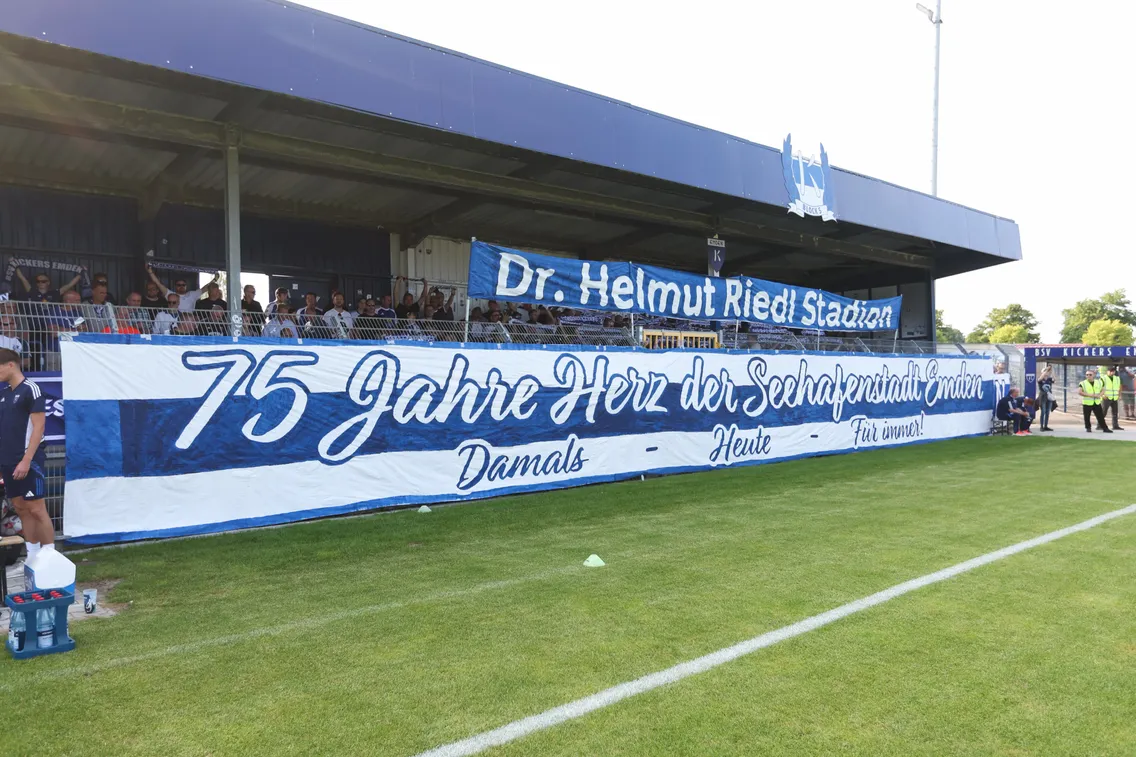 KICKERS EMDEN
EMDEN
K
Dr. Helmut Riedl Stadion
75 Jahre Herz der Seehafenstadt Emden
Damals - Heute - Für immer!
BSV KICKERS E